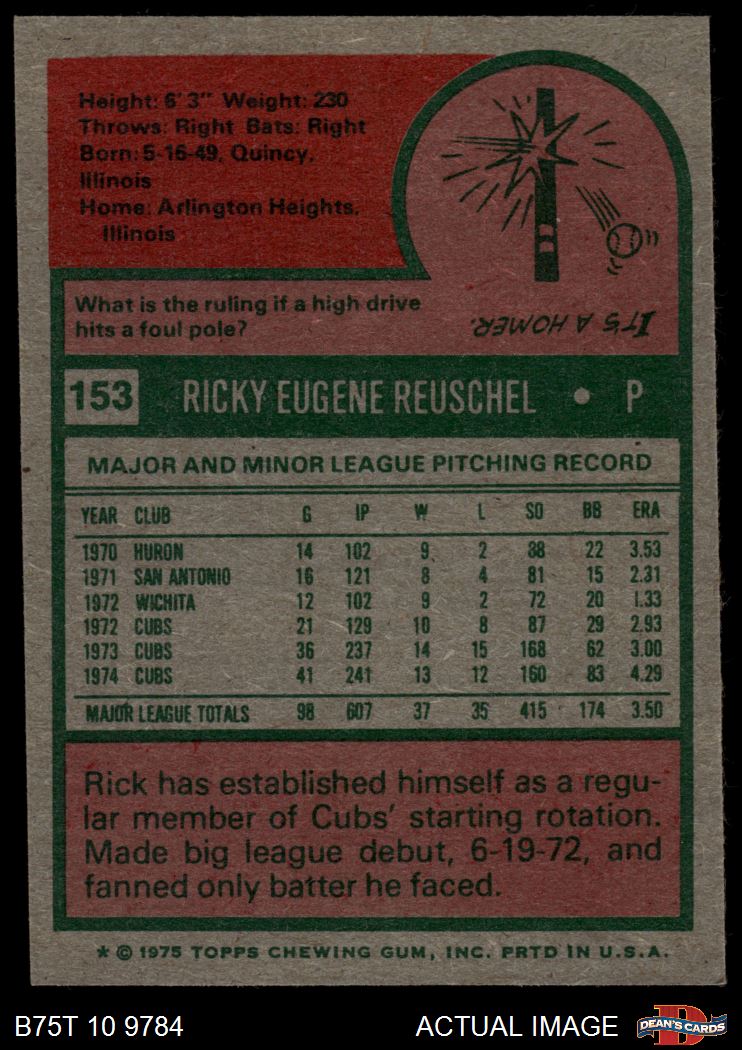 Height: 6'3" Weight: 230
Throws: Right Bats: Right
Born: 5-16-49, Quincy,
Illinois
Home: Arlington Heights,
Illinois
What is the ruling if a high drive
hits a foul pole?
IT'S A HOMER.
153 RICKY EUGENE REUSCHEL • P
MAJOR AND MINOR LEAGUE PITCHING RECORD
YEAR CLUB G IP W L SO BB ERA
1970 HURON 14 102 9 2 88 22 3.53
1971 SAN ANTONIO 16 121 8 4 81 15 2.31
1972 WICHITA 12 102 9 2 72 20 1.33
1972 CUBS 21 129 10 8 87 29 2.93
1973 CUBS 36 237 14 15 168 62 3.00
1974 CUBS 41 241 13 12 160 83 4.29
MAJOR LEAGUE TOTALS 98 607 37 35 415 174 3.50
Rick has established himself as a regu-
lar member of Cubs' starting rotation.
Made big league debut, 6-19-72, and
fanned only batter he faced.
* © 1975 TOPPS CHEWING GUM, INC. PRTD IN U.S.A.
B75T 10 9784 ACTUAL IMAGE DEAN'S CARDS